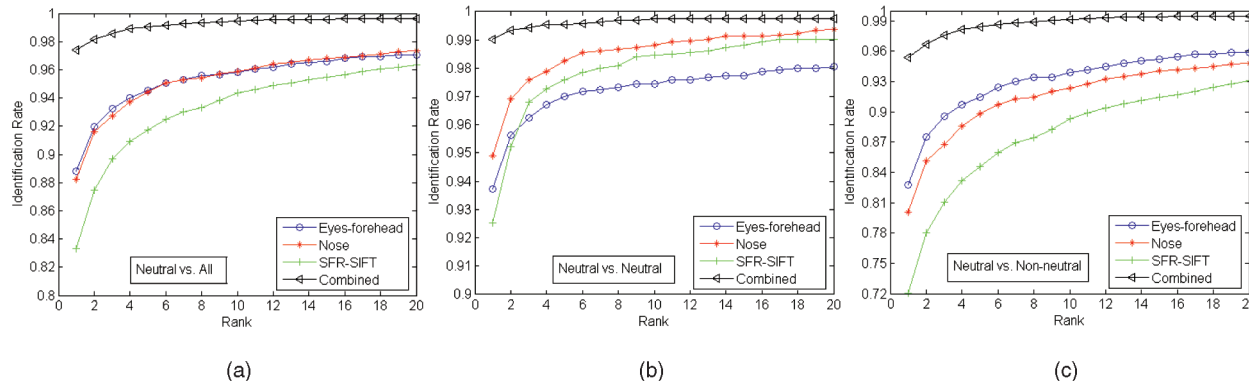 1
0.98
0.96
0.94
0.92
0.9
0.88
0.86
0.84
0.82
0.8
Identification Rate
0 2 4 6 8 10 12 14 16 18 20
Rank
Neutral vs. All
Eyes-forehead
Nose
SFR-SIFT
Combined
(a)
1
0.99
0.98
0.97
0.96
0.95
0.94
0.93
0.92
0.91
0.9
Identification Rate
0 2 4 6 8 10 12 14 16 18 20
Rank
Neutral vs. Neutral
Eyes-forehead
Nose
SFR-SIFT
Combined
(b)
0.99
0.96
0.93
0.9
0.87
0.84
0.81
0.78
0.75
0.72
Identification Rate
0 2 4 6 8 10 12 14 16 18 20
Rank
Neutral vs. Non-neutral
Eyes-forehead
Nose
SFR-SIFT
Combined
(c)